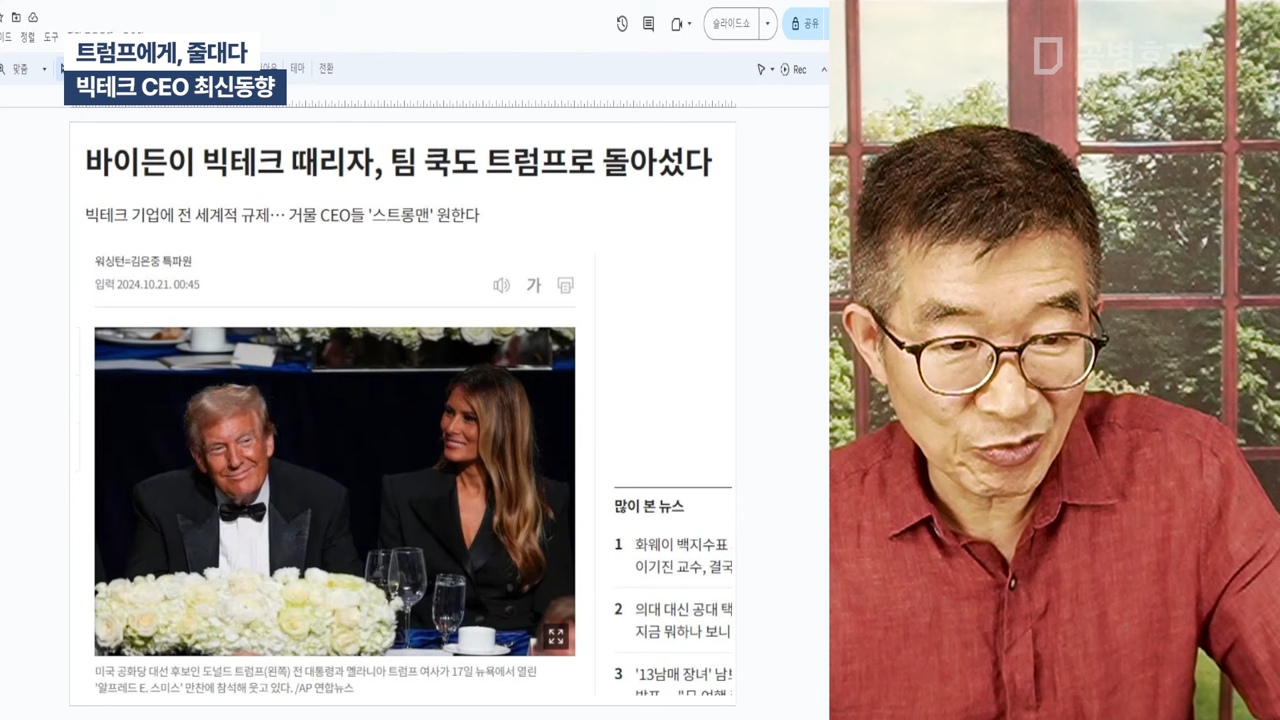 정렬
도구
슬라이드쇼
공유
트럼프에게, 줄대다
빅테크 CEO 최신동향
맞춤
테마
전환
Rec
공병호TV
바이든이 빅테크 때리자, 팀 쿡도 트럼프로 돌아섰다
빅테크 기업에 전 세계적 규제… 거물 CEO들 '스트롱맨' 원한다
워싱턴=김은중 특파원
입력 2024.10.21. 00:45
가
미국 공화당 대선 후보인 도널드 트럼프(왼쪽) 전 대통령과 멜라니아 트럼프 여사가 17일 뉴욕에서 열린
'알프레드 E. 스미스' 만찬에 참석해 웃고 있다. /AP 연합뉴스
많이 본 뉴스
1 화웨이 백지수표
이기진 교수, 결국
2 의대 대신 공대 택
지금 뭐하나 보니
3 '13남매 장녀' 남보